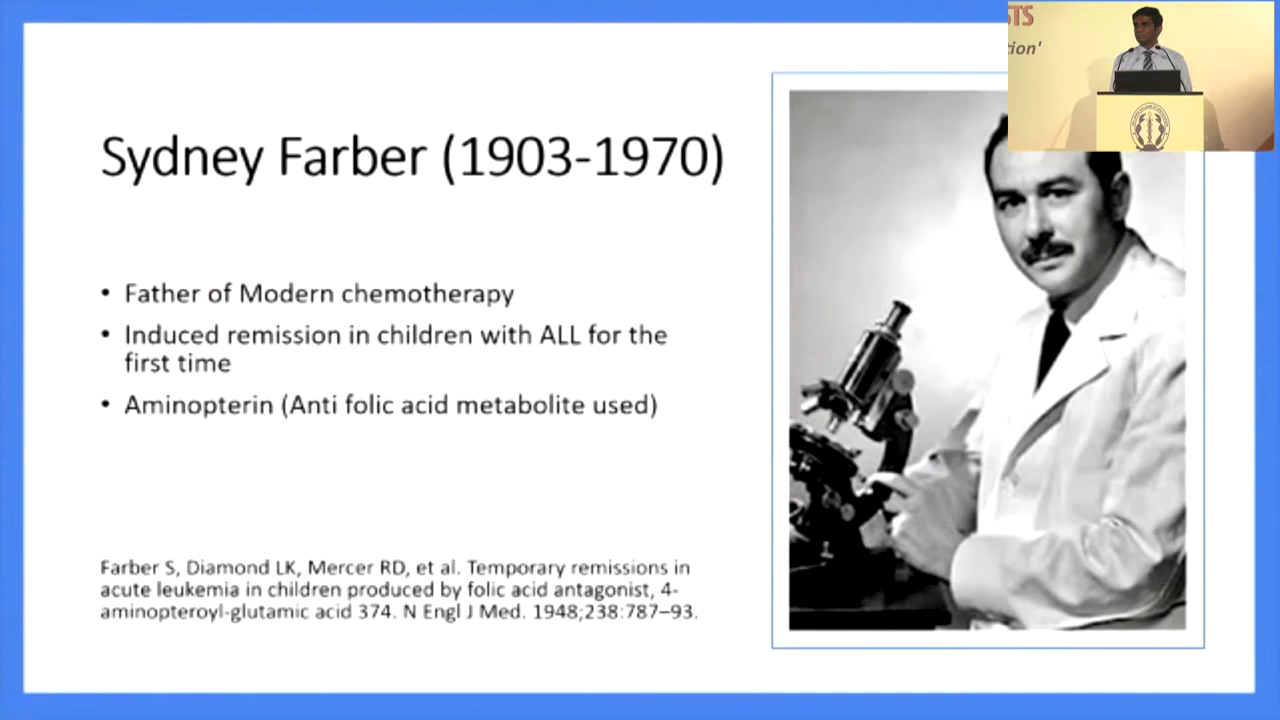 STS
tion'
Sydney Farber (1903-1970)
• Father of Modern chemotherapy
• Induced remission in children with ALL for the
first time
• Aminopterin (Anti folic acid metabolite used)
Farber S, Diamond LK, Mercer RD, et al. Temporary remissions in
acute leukemia in children produced by folic acid antagonist, 4-
aminopteroyl-glutamic acid 374. N Engl J Med. 1948;238:787–93.